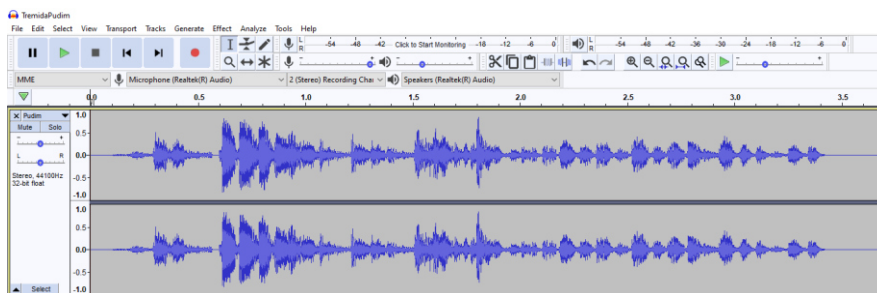 TremidaPudim
File Edit Select View Transport Tracks Generate Effect Analyze Tools Help
L R -54 -48 -42 Click to Start Monitoring -18 -12 -6 0 L R -54 -48 -42 -36 -30 -24 -18 -12 -6 0
MME Microphone (Realtek(R) Audio) 2 (Stereo) Recording Char Speakers (Realtek(R) Audio)
0.0 0.5 1.0 1.5 2.0 2.5 3.0 3.5
X Pudim 1.0
Mute Solo
- + 0.5
L R 0.0
Stereo, 44100Hz -0.5
32-bit float
-1.0
1.0
0.5
0.0
-0.5
Select -1.0